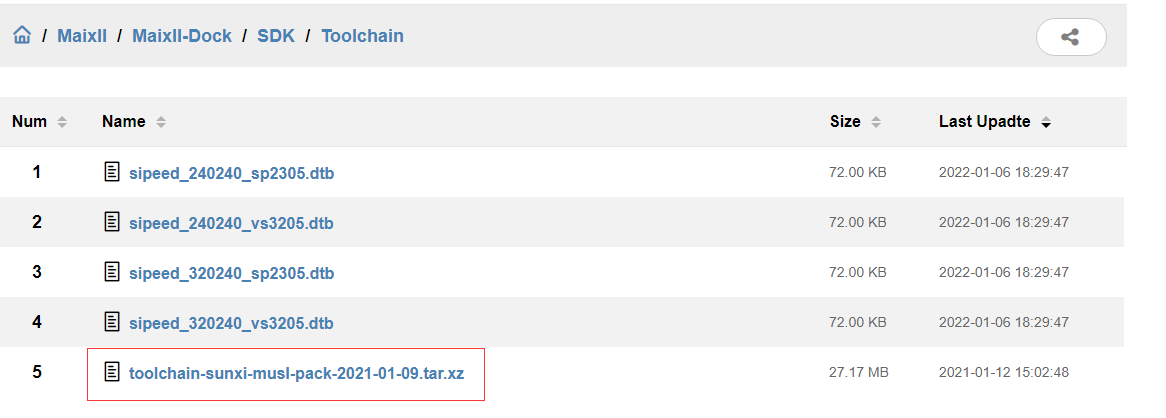 / MaixII / MaixII-Dock / SDK / Toolchain
Num Name Size Last Upadte
1 sipeed_240240_sp2305.dtb 72.00 KB 2022-01-06 18:29:47
2 sipeed_240240_vs3205.dtb 72.00 KB 2022-01-06 18:29:47
3 sipeed_320240_sp2305.dtb 72.00 KB 2022-01-06 18:29:47
4 sipeed_320240_vs3205.dtb 72.00 KB 2022-01-06 18:29:47
5 toolchain-sunxi-musl-pack-2021-01-09.tar.xz 27.17 MB 2021-01-12 15:02:48